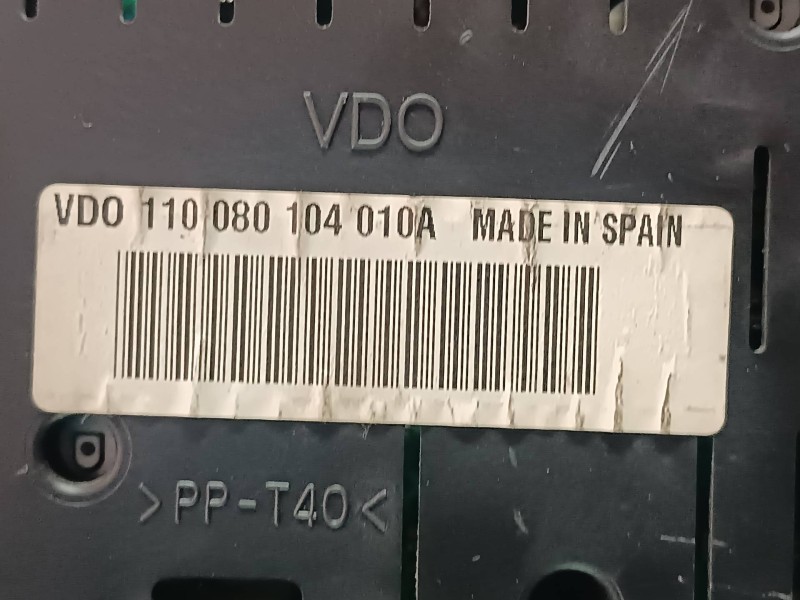 VDO
VDO 110 080 104 010A MADE IN SPAIN
>PP-T40<